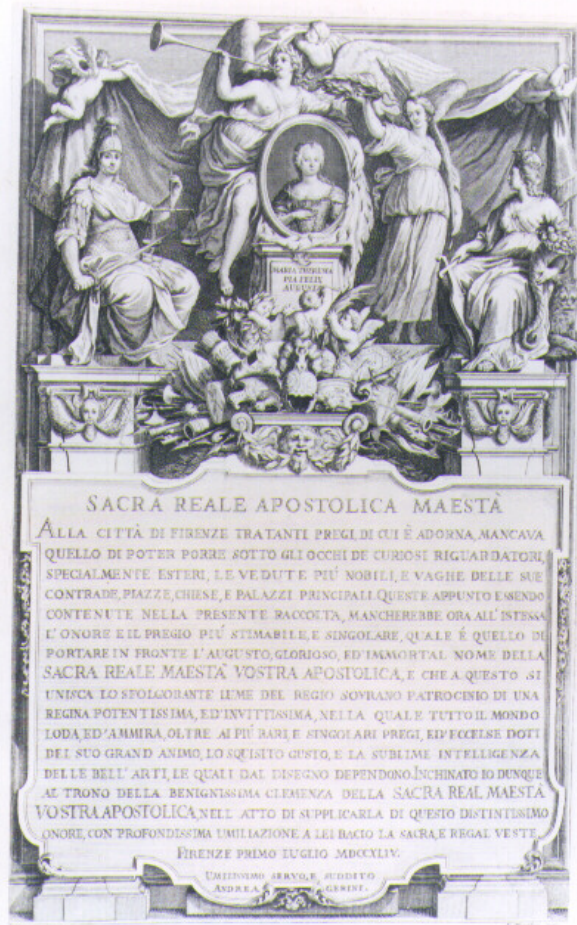 MARIA THERESIA
PIA FELIX
AUGUSTA
SACRA REALE APOSTOLICA MAESTÀ
ALLA CITTÀ DI FIRENZE TRATANTI PREGI, DI CUI È ADORNA, MANCAVA
QUELLO DI POTER PORRE SOTTO GLI OCCHI DE CURIOSI RIGUARDATORI,
SPECIALMENTE ESTERI, LE VEDUTE PIÙ NOBILI, E VAGHE DELLE SUE
CONTRADE, PIAZZE, CHIESE, E PALAZZI PRINCIPALI. QUESTE APPUNTO ESSENDO
CONTENUTE NELLA PRESENTE RACCOLTA, MANCHEREBBE ORA ALL' ISTESSA
L' ONORE E IL PREGIO PIÙ STIMABILE, E SINGOLARE, QUALE È QUELLO DI
PORTARE IN FRONTE L'AUGUSTO, GLORIOSO, ED' IMMORTAL NOME DELLA
SACRA REALE MAESTÀ VOSTRA APOSTOLICA, E CHE A QUESTO SI
UNISCA LO SFOLGORANTE LUME DEL REGIO SOVRANO PATROCINIO DI UNA
REGINA POTENTISSIMA, ED' INVITTISSIMA, NELLA QUALE TUTTO IL MONDO
LODA, ED' AMMIRA, OLTRE AI PIÙ RARI, E SINGOLARI PREGI, ED' ECCELSE DOTI
DEL SUO GRAND ANIMO, LO SQUISITO GUSTO, E LA SUBLIME INTELLIGENZA
DELLE BELL' ARTI, LE QUALI DAL DISEGNO DEPENDONO. INCHINATO IO DUNQUE
AL TRONO DELLA BENIGNISSIMA CLEMENZA DELLA SACRA REAL MAESTÀ
VOSTRA APOSTOLICA, NELL' ATTO DI SUPPLICARLA DI QUESTO DISTINTISSIMO
ONORE, CON PROFONDISSIMA UMILIAZIONE A LEI BACIO LA SACRA, E REGAL VESTE.
FIRENZE PRIMO LUGLIO MDCCXLIV.
UMILISSIMO SERVO, E SUDDITO
ANDREA GERINI.